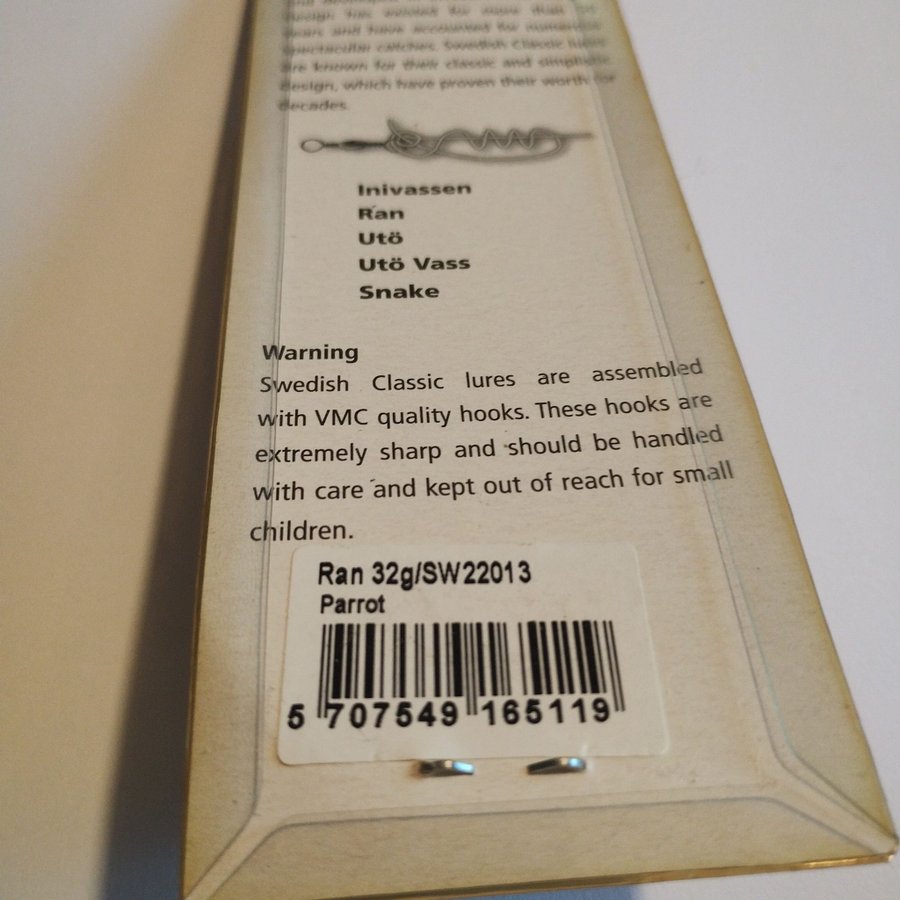 design has existed for more than
years and have accounted for numerous
spectacular catches. Swedish Classic lures
are known for their classic and simplistic
design, which have proven their worth for
decades.
Inivassen
Ran
Utö
Utö Vass
Snake
Warning
Swedish Classic lures are assembled
with VMC quality hooks. These hooks are
extremely sharp and should be handled
with care and kept out of reach for small
children.
Ran 32g/SW22013
Parrot
5 707549 165119